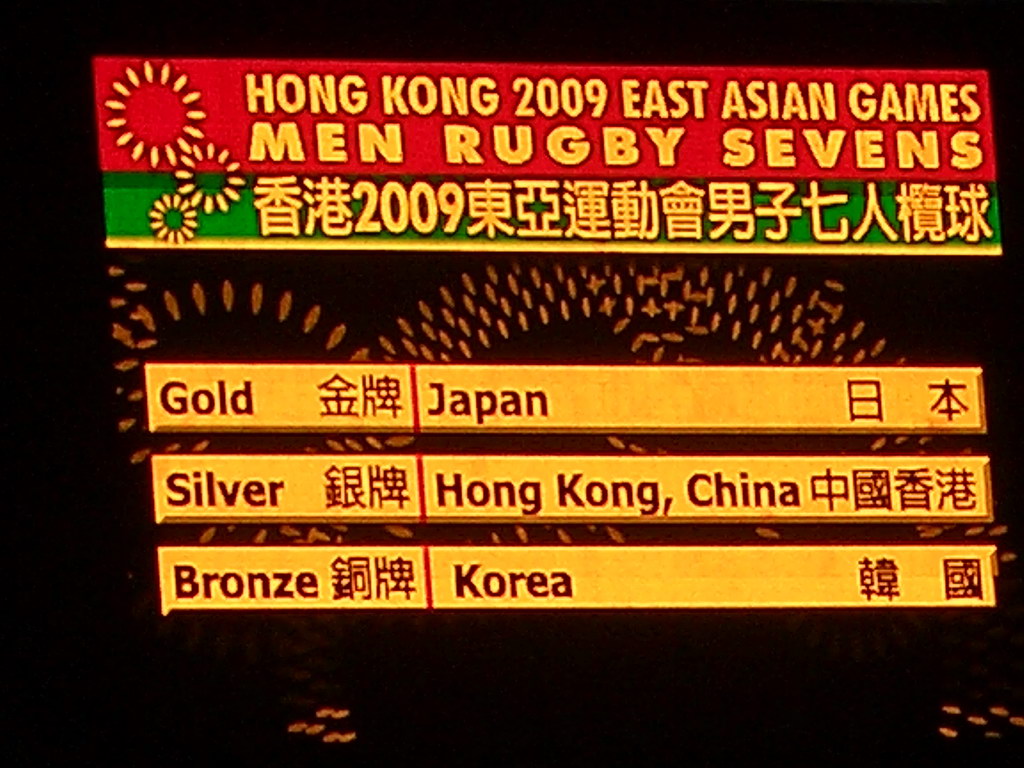 HONG KONG 2009 EAST ASIAN GAMES
MEN RUGBY SEVENS
香港2009東亞運動會男子七人欖球
Gold 金牌 Japan 日本
Silver 銀牌 Hong Kong, China 中國香港
Bronze 銅牌 Korea 韓國